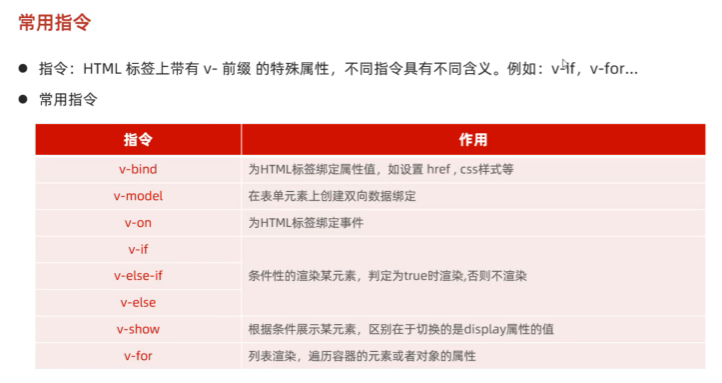 常用指令
● 指令：HTML 标签上带有 v- 前缀 的特殊属性，不同指令具有不同含义。例如：v-if，v-for…
● 常用指令
指令 作用
v-bind 为HTML标签绑定属性值，如设置 href , css样式等
v-model 在表单元素上创建双向数据绑定
v-on 为HTML标签绑定事件
v-if
v-else-if 条件性的渲染某元素，判定为true时渲染,否则不渲染
v-else
v-show 根据条件展示某元素，区别在于切换的是display属性的值
v-for 列表渲染，遍历容器的元素或者对象的属性